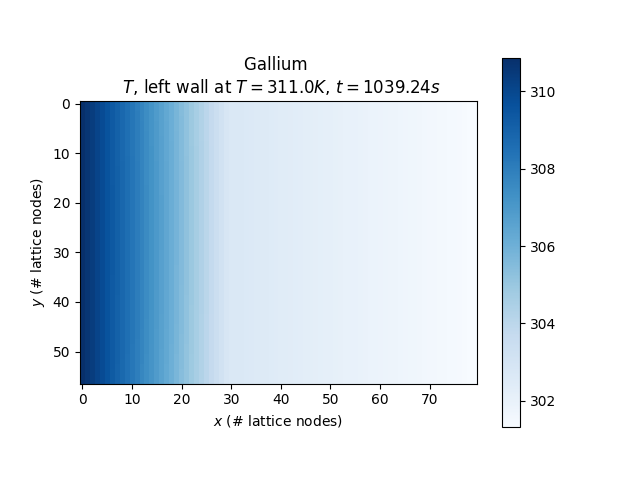 Gallium
T, left wall at T = 311.0K, t = 1039.24s
0
10
20
30
40
50
y (# lattice nodes)
0 10 20 30 40 50 60 70
x (# lattice nodes)
310
308
306
304
302